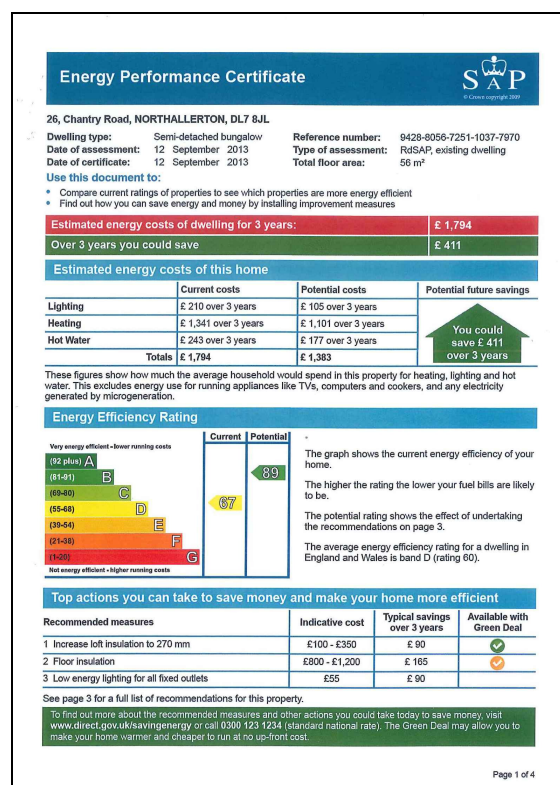 Energy Performance Certificate
SAP
© Crown copyright 2009
26, Chantry Road, NORTHALLERTON, DL7 8JL
Dwelling type: Semi-detached bungalow Reference number: 9428-8056-7251-1037-7970
Date of assessment: 12 September 2013 Type of assessment: RdSAP, existing dwelling
Date of certificate: 12 September 2013 Total floor area: 56 m²
Use this document to:
• Compare current ratings of properties to see which properties are more energy efficient
• Find out how you can save energy and money by installing improvement measures
Estimated energy costs of dwelling for 3 years: £ 1,794
Over 3 years you could save £ 411
Estimated energy costs of this home
Current costs Potential costs Potential future savings
Lighting £ 210 over 3 years £ 105 over 3 years
Heating £ 1,341 over 3 years £ 1,101 over 3 years
Hot Water £ 243 over 3 years £ 177 over 3 years
Totals £ 1,794 £ 1,383
You could
save £ 411
over 3 years
These figures show how much the average household would spend in this property for heating, lighting and hot
water. This excludes energy use for running appliances like TVs, computers and cookers, and any electricity
generated by microgeneration.
Energy Efficiency Rating
Current Potential
Very energy efficient - lower running costs
(92 plus) A
(81-91) B
(69-80) C
(55-68) D
(39-54) E
(21-38) F
(1-20) G
Not energy efficient - higher running costs
67
89
The graph shows the current energy efficiency of your
home.
The higher the rating the lower your fuel bills are likely
to be.
The potential rating shows the effect of undertaking
the recommendations on page 3.
The average energy efficiency rating for a dwelling in
England and Wales is band D (rating 60).
Top actions you can take to save money and make your home more efficient
Recommended measures Indicative cost Typical savings over 3 years Available with Green Deal
1 Increase loft insulation to 270 mm £100 - £350 £ 90
2 Floor insulation £800 - £1,200 £ 165
3 Low energy lighting for all fixed outlets £55 £ 90
See page 3 for a full list of recommendations for this property.
To find out more about the recommended measures and other actions you could take today to save money, visit
www.direct.gov.uk/savingenergy or call 0300 123 1234 (standard national rate). The Green Deal may allow you to
make your home warmer and cheaper to run at no up-front cost.
Page 1 of 4